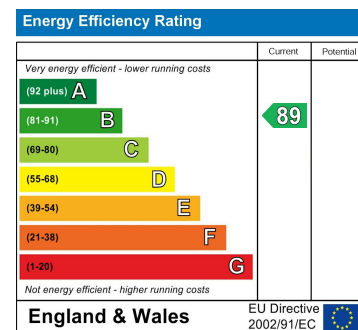 Energy Efficiency Rating
Current Potential
Very energy efficient - lower running costs
(92 plus) A
(81-91) B
89
(69-80) C
(55-68) D
(39-54) E
(21-38) F
(1-20) G
Not energy efficient - higher running costs
England & Wales
EU Directive
2002/91/EC